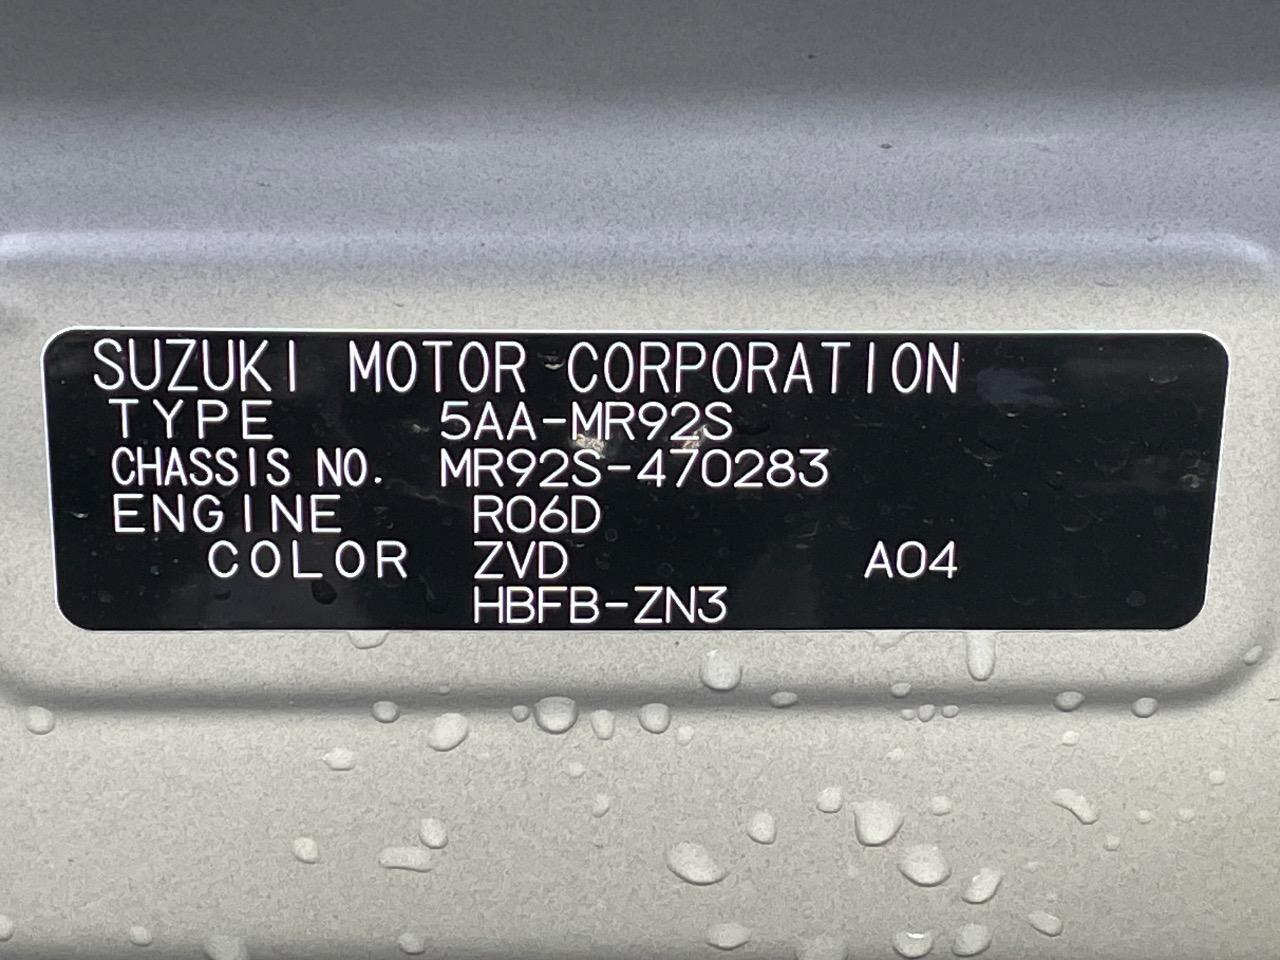 SUZUKI MOTOR CORPORATION
TYPE 5AA-MR92S
CHASSIS NO. MR92S-470283
ENGINE R06D
COLOR ZVD A04
HBFB-ZN3